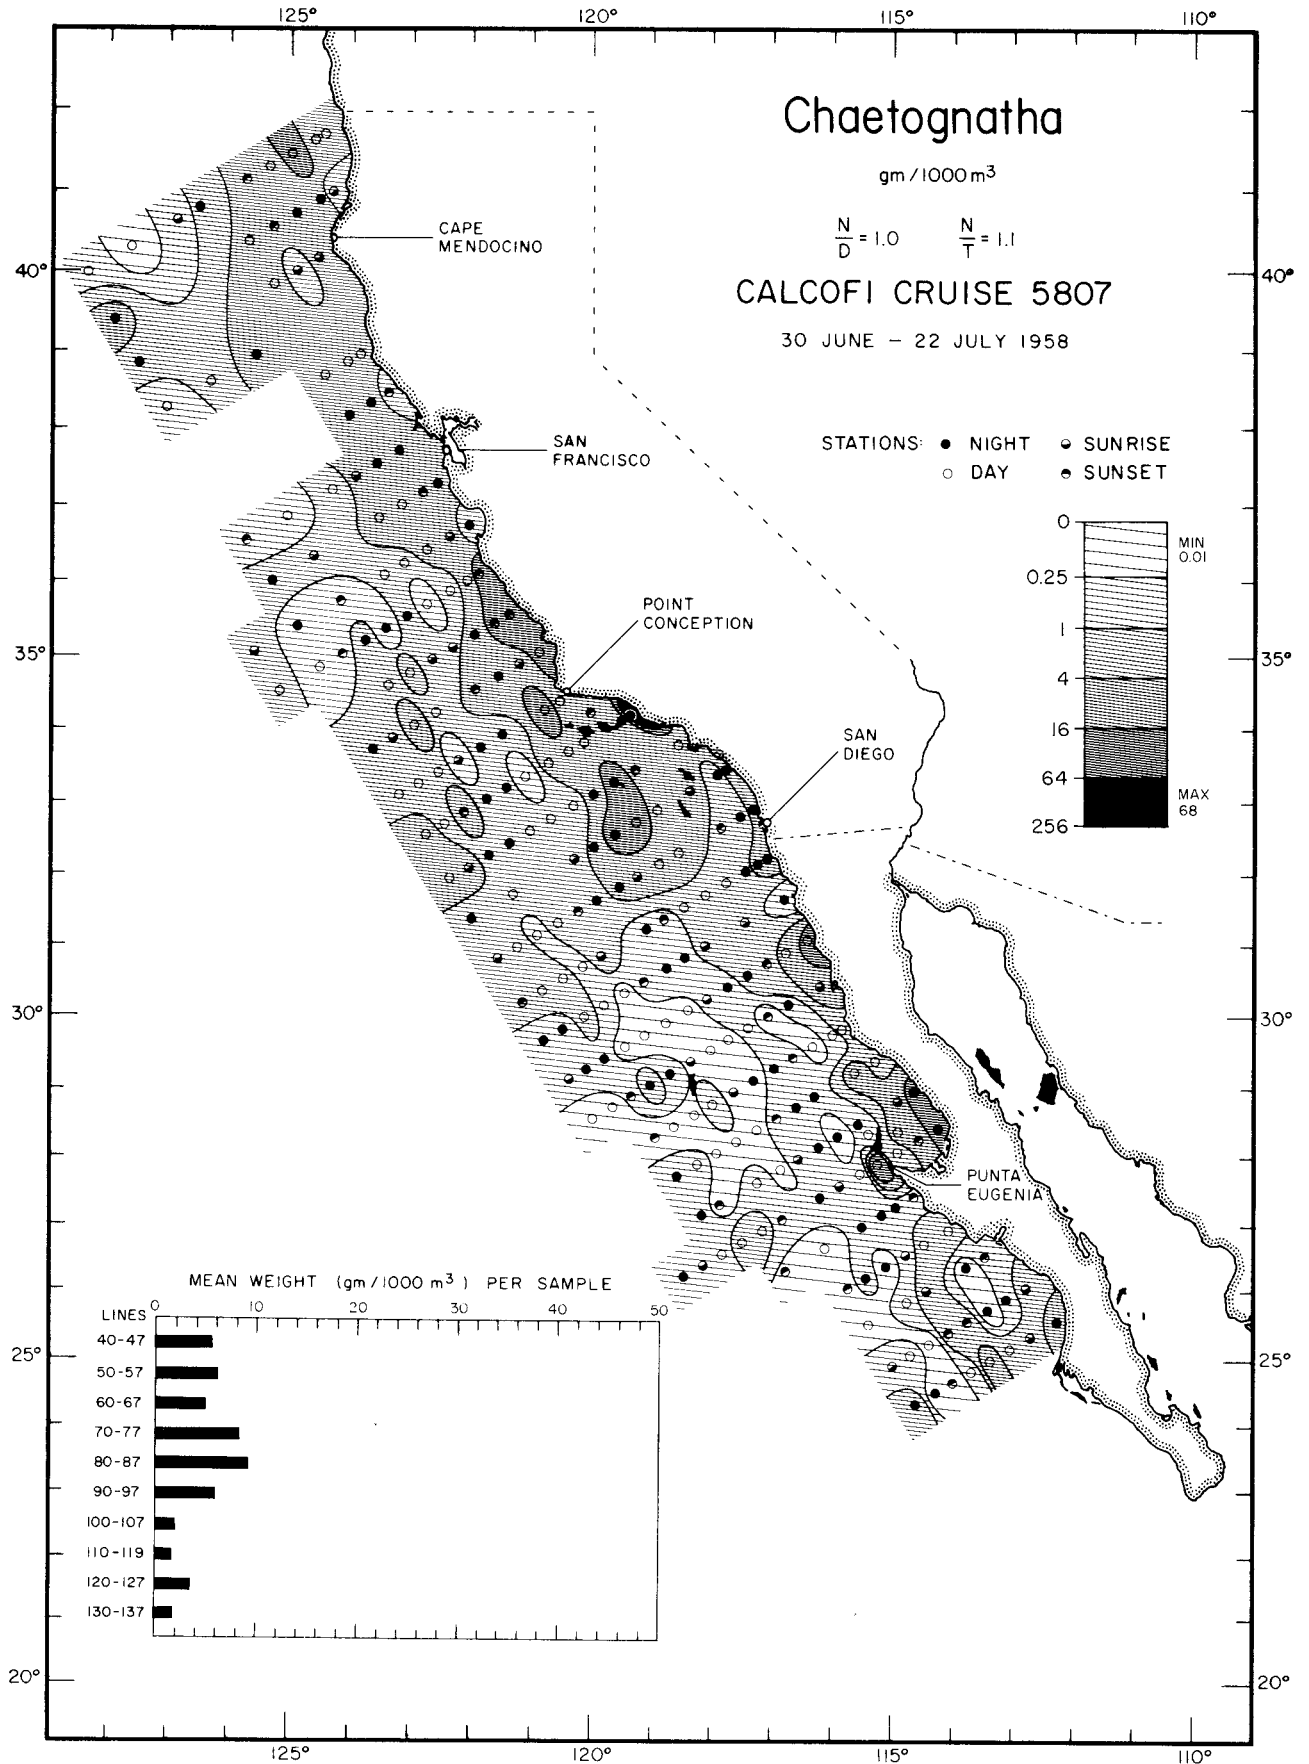 125° 120° 115° 110°
Chaetognatha
gm/1000m³
N/D = 1.0 N/T = 1.1
CALCOFI CRUISE 5807
30 JUNE – 22 JULY 1958
CAPE
MENDOCINO
40° 40°
STATIONS: ● NIGHT ◒ SUNRISE
○ DAY ◓ SUNSET
SAN
FRANCISCO
0
0.25
1
4
16
64
256
MIN
0.01
MAX
68
POINT
CONCEPTION
35° 35°
SAN
DIEGO
30° 30°
PUNTA
EUGENIA
MEAN WEIGHT (gm/1000 m³) PER SAMPLE
LINES 0 10 20 30 40 50
40-47
50-57
60-67
70-77
80-87
90-97
100-107
110-119
120-127
130-137
25° 25°
20° 20°
125° 120° 115° 110°